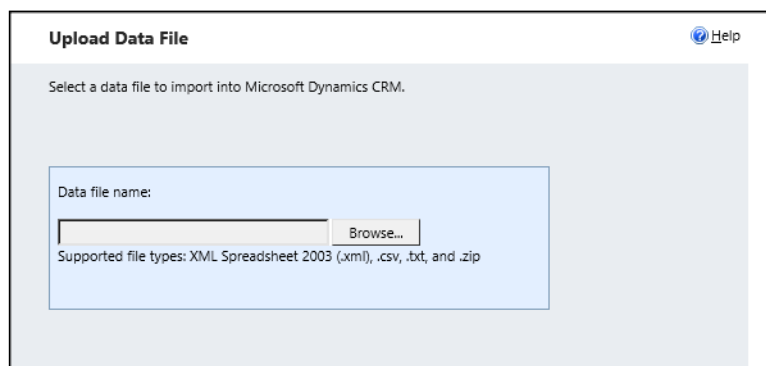 Upload Data File
Help
Select a data file to import into Microsoft Dynamics CRM.
Data file name:
Browse...
Supported file types: XML Spreadsheet 2003 (.xml), .csv, .txt, and .zip